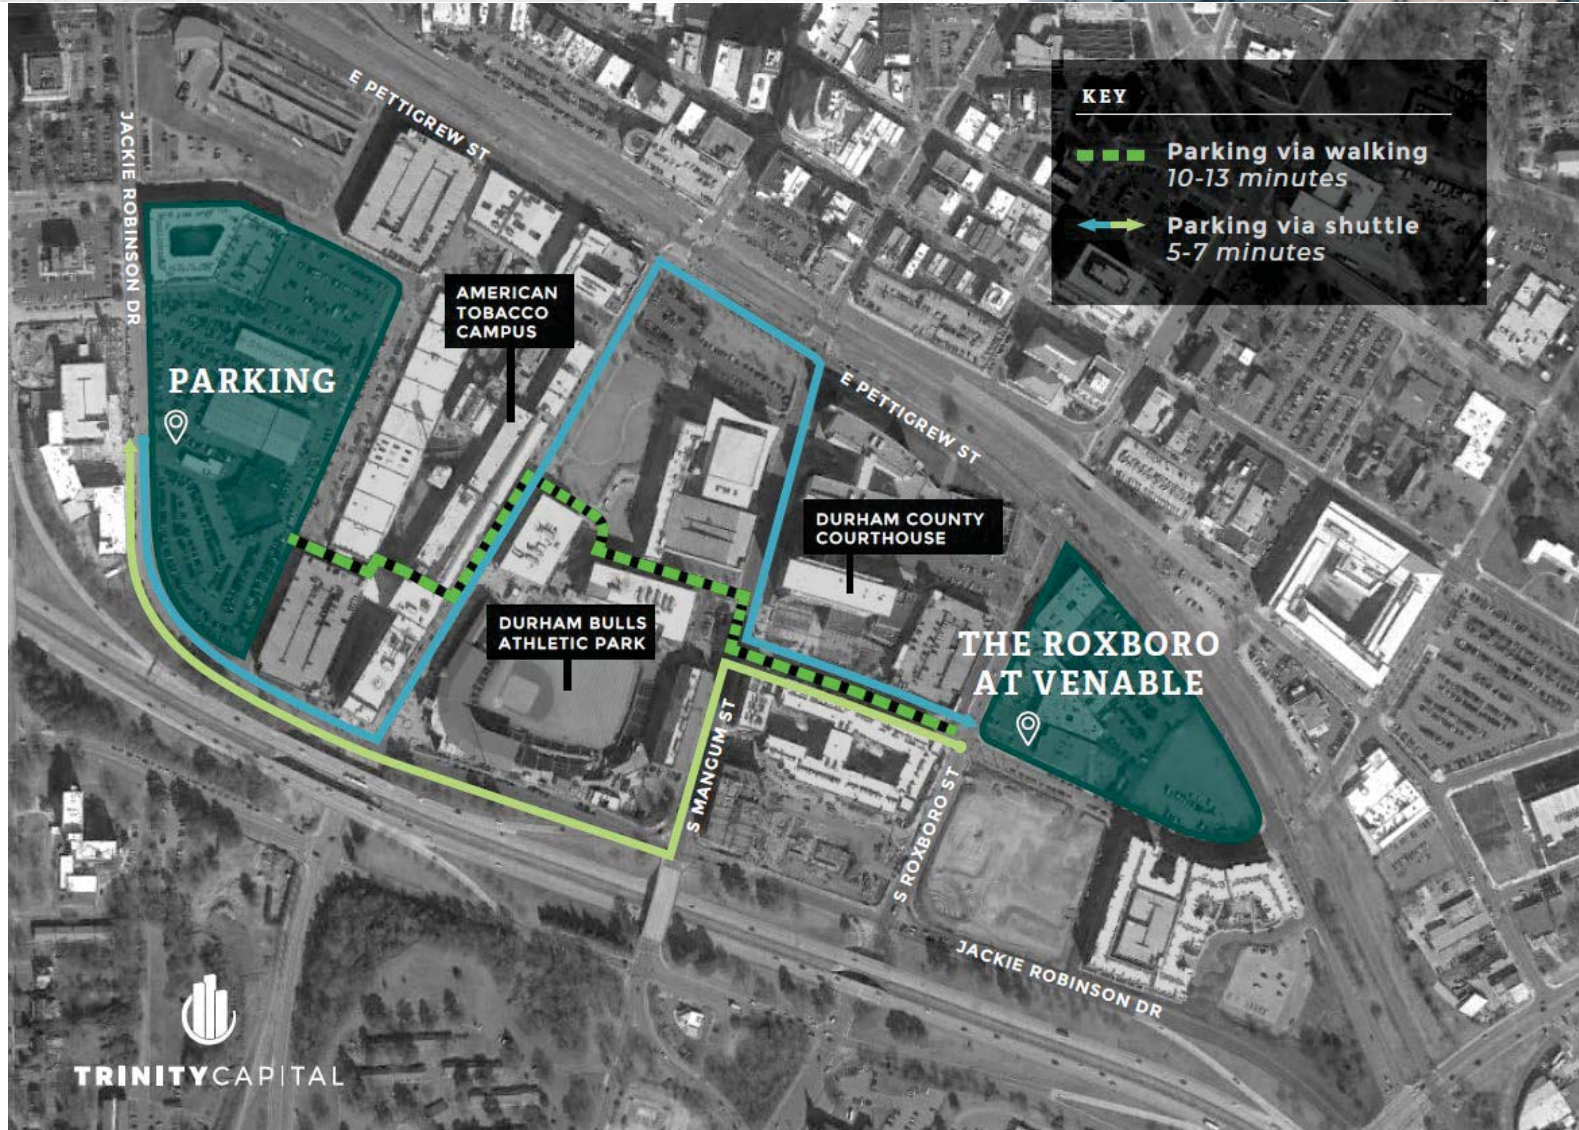 E PETTIGREW ST
JACKIE ROBINSON DR
KEY
Parking via walking
10-13 minutes
Parking via shuttle
5-7 minutes
AMERICAN
TOBACCO
CAMPUS
PARKING
E PETTIGREW ST
DURHAM COUNTY
COURTHOUSE
DURHAM BULLS
ATHLETIC PARK
THE ROXBORO
AT VENABLE
S MANGUM ST
S ROXBORO ST
JACKIE ROBINSON DR
TRINITYCAPITAL